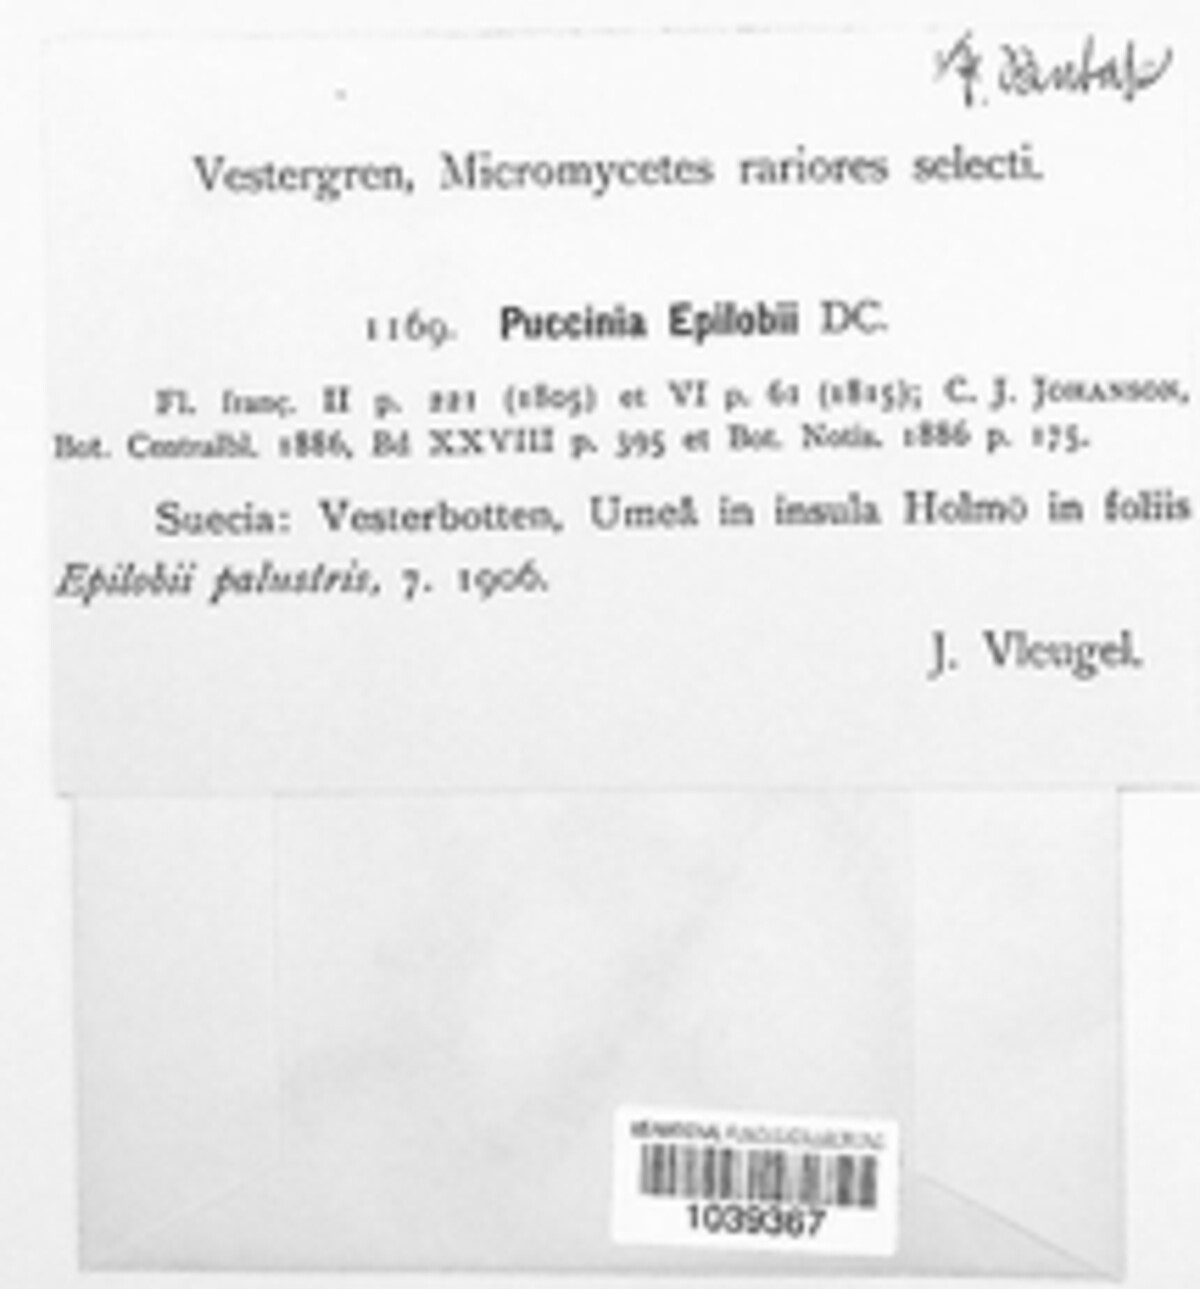 Vestergren, Micromycetes rariores selecti.
1169. Puccinia Epilobii DC.
Fl. franç. II p. 221 (1805) et VI p. 61 (1815); C. J. JOHANSON,
Bot. Centralbl. 1886, Bd XXVIII p. 395 et Bot. Notis. 1886 p. 175.
Suecia: Vesterbotten, Umeå in insula Holmö in foliis
Epilobii palustris, 7. 1906.
J. Vleugel.
1039367